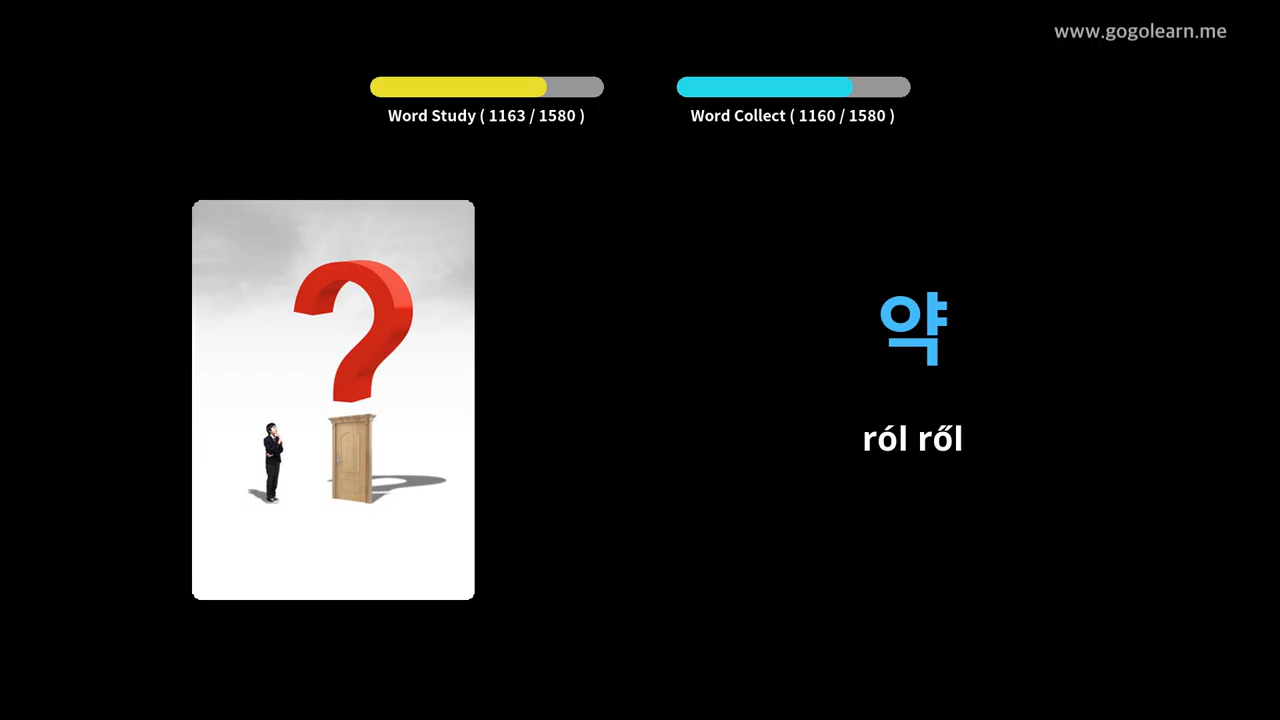 www.gogolearn.me
Word Study ( 1163 / 1580 )
Word Collect ( 1160 / 1580 )
약
ról ről